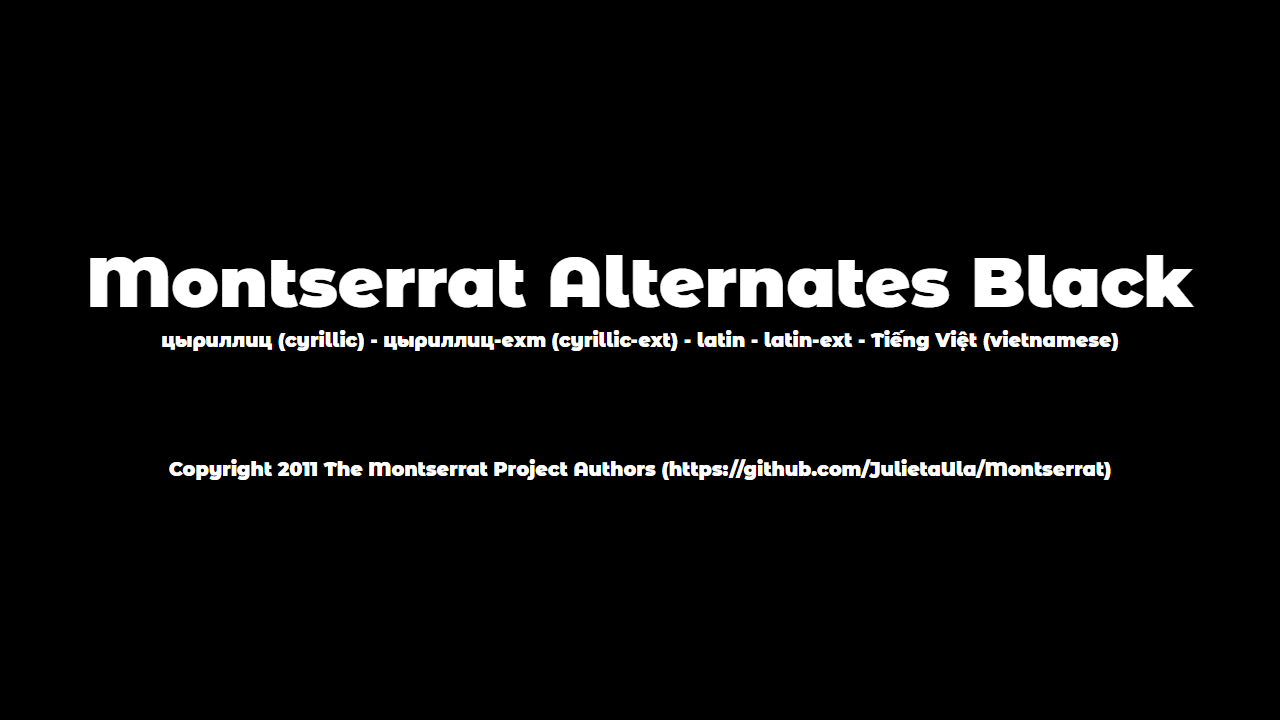 Montserrat Alternates Black
цыриллиц (cyrillic) - цыриллиц-ехт (cyrillic-ext) - latin - latin-ext - Tiếng Việt (vietnamese)
Copyright 2011 The Montserrat Project Authors (https://github.com/JulietaUla/Montserrat)